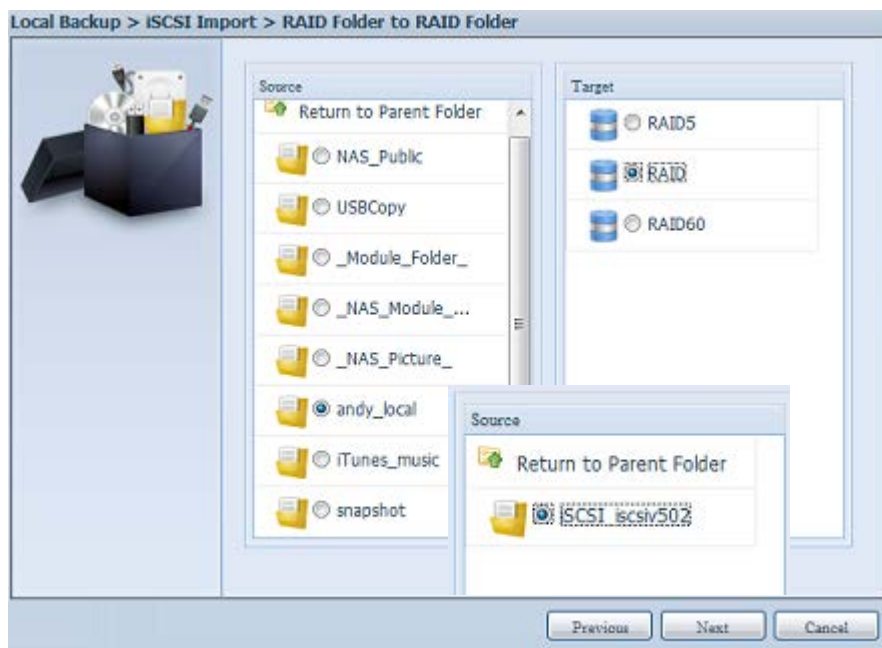 Local Backup > iSCSI Import > RAID Folder to RAID Folder
Source
Return to Parent Folder
NAS_Public
USBCopy
_Module_Folder_
_NAS_Module_...
_NAS_Picture_
andy_local
iTunes_music
snapshot
Target
RAID5
RAID
RAID60
Source
Return to Parent Folder
iSCSI_iscsiv502
Previous
Next
Cancel